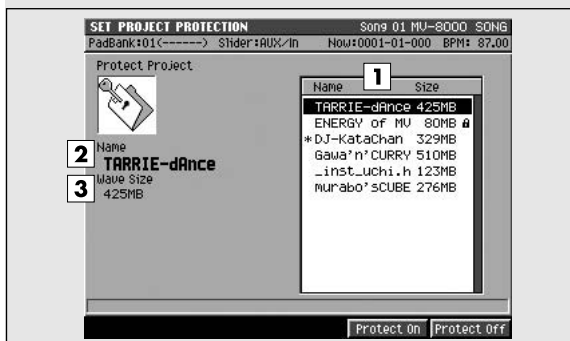 SET PROJECT PROTECTION Song 01 MV-8000 SONG
PadBank:01(------) Slider:AUX/In Now:0001-01-000 BPM: 87.00
Protect Project
1
Name Size
TARRIE-dAnce 425MB
ENERGY of MV 80MB
*DJ-KataChan 329MB
Gawa'n'CURRY 510MB
_inst_uchi.h 123MB
murabo'sCUBE 276MB
2
Name
TARRIE-dAnce
3
Wave Size
425MB
Protect On Protect Off